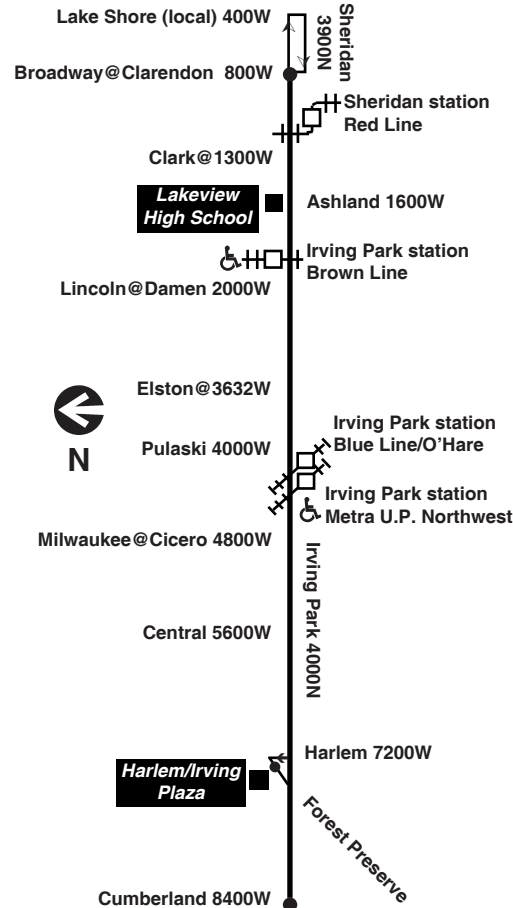 Lake Shore (local) 400W
Sheridan
3900N
Broadway@Clarendon 800W
Sheridan station
Red Line
Clark@1300W
Lakeview
High School
Ashland 1600W
Irving Park station
Brown Line
Lincoln@Damen 2000W
Elston@3632W
N
Irving Park station
Blue Line/O'Hare
Pulaski 4000W
Irving Park station
Metra U.P. Northwest
Milwaukee@Cicero 4800W
Irving Park 4000N
Central 5600W
Harlem 7200W
Harlem/Irving
Plaza
Forest Preserve
Cumberland 8400W